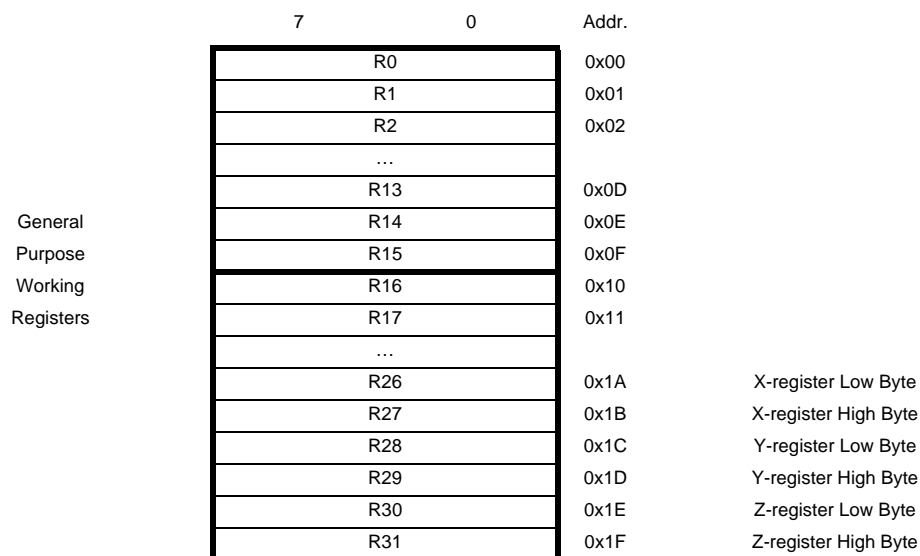 7 0 Addr.
R0 0x00
R1 0x01
R2 0x02
…
R13 0x0D
General R14 0x0E
Purpose R15 0x0F
Working R16 0x10
Registers R17 0x11
…
R26 0x1A X-register Low Byte
R27 0x1B X-register High Byte
R28 0x1C Y-register Low Byte
R29 0x1D Y-register High Byte
R30 0x1E Z-register Low Byte
R31 0x1F Z-register High Byte